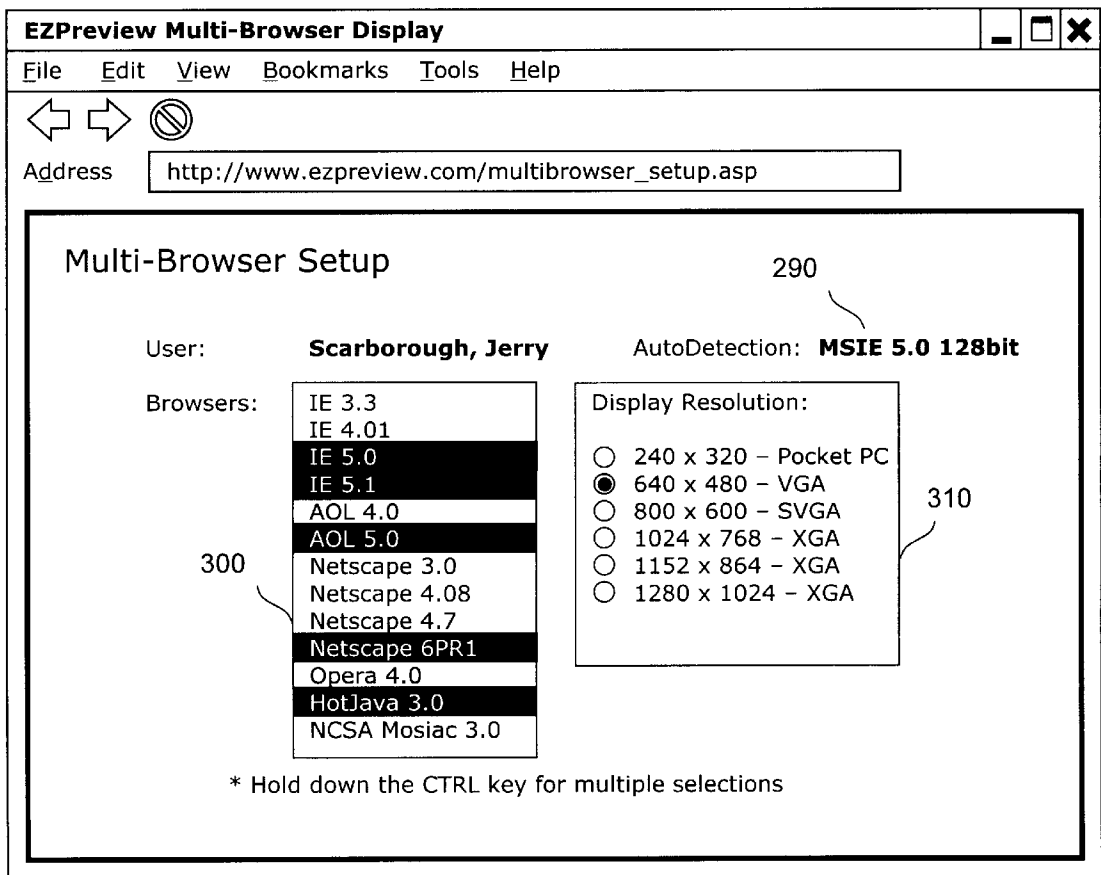 EZPreview Multi-Browser Display
File Edit View Bookmarks Tools Help
Address http://www.ezpreview.com/multibrowser_setup.asp
Multi-Browser Setup
290
User: Scarborough, Jerry AutoDetection: MSIE 5.0 128bit
Browsers:
IE 3.3
IE 4.01
IE 5.0
IE 5.1
AOL 4.0
AOL 5.0
Netscape 3.0
Netscape 4.08
Netscape 4.7
Netscape 6PR1
Opera 4.0
HotJava 3.0
NCSA Mosiac 3.0
300
Display Resolution:
240 x 320 – Pocket PC
640 x 480 – VGA
800 x 600 – SVGA
1024 x 768 – XGA
1152 x 864 – XGA
1280 x 1024 – XGA
310
* Hold down the CTRL key for multiple selections